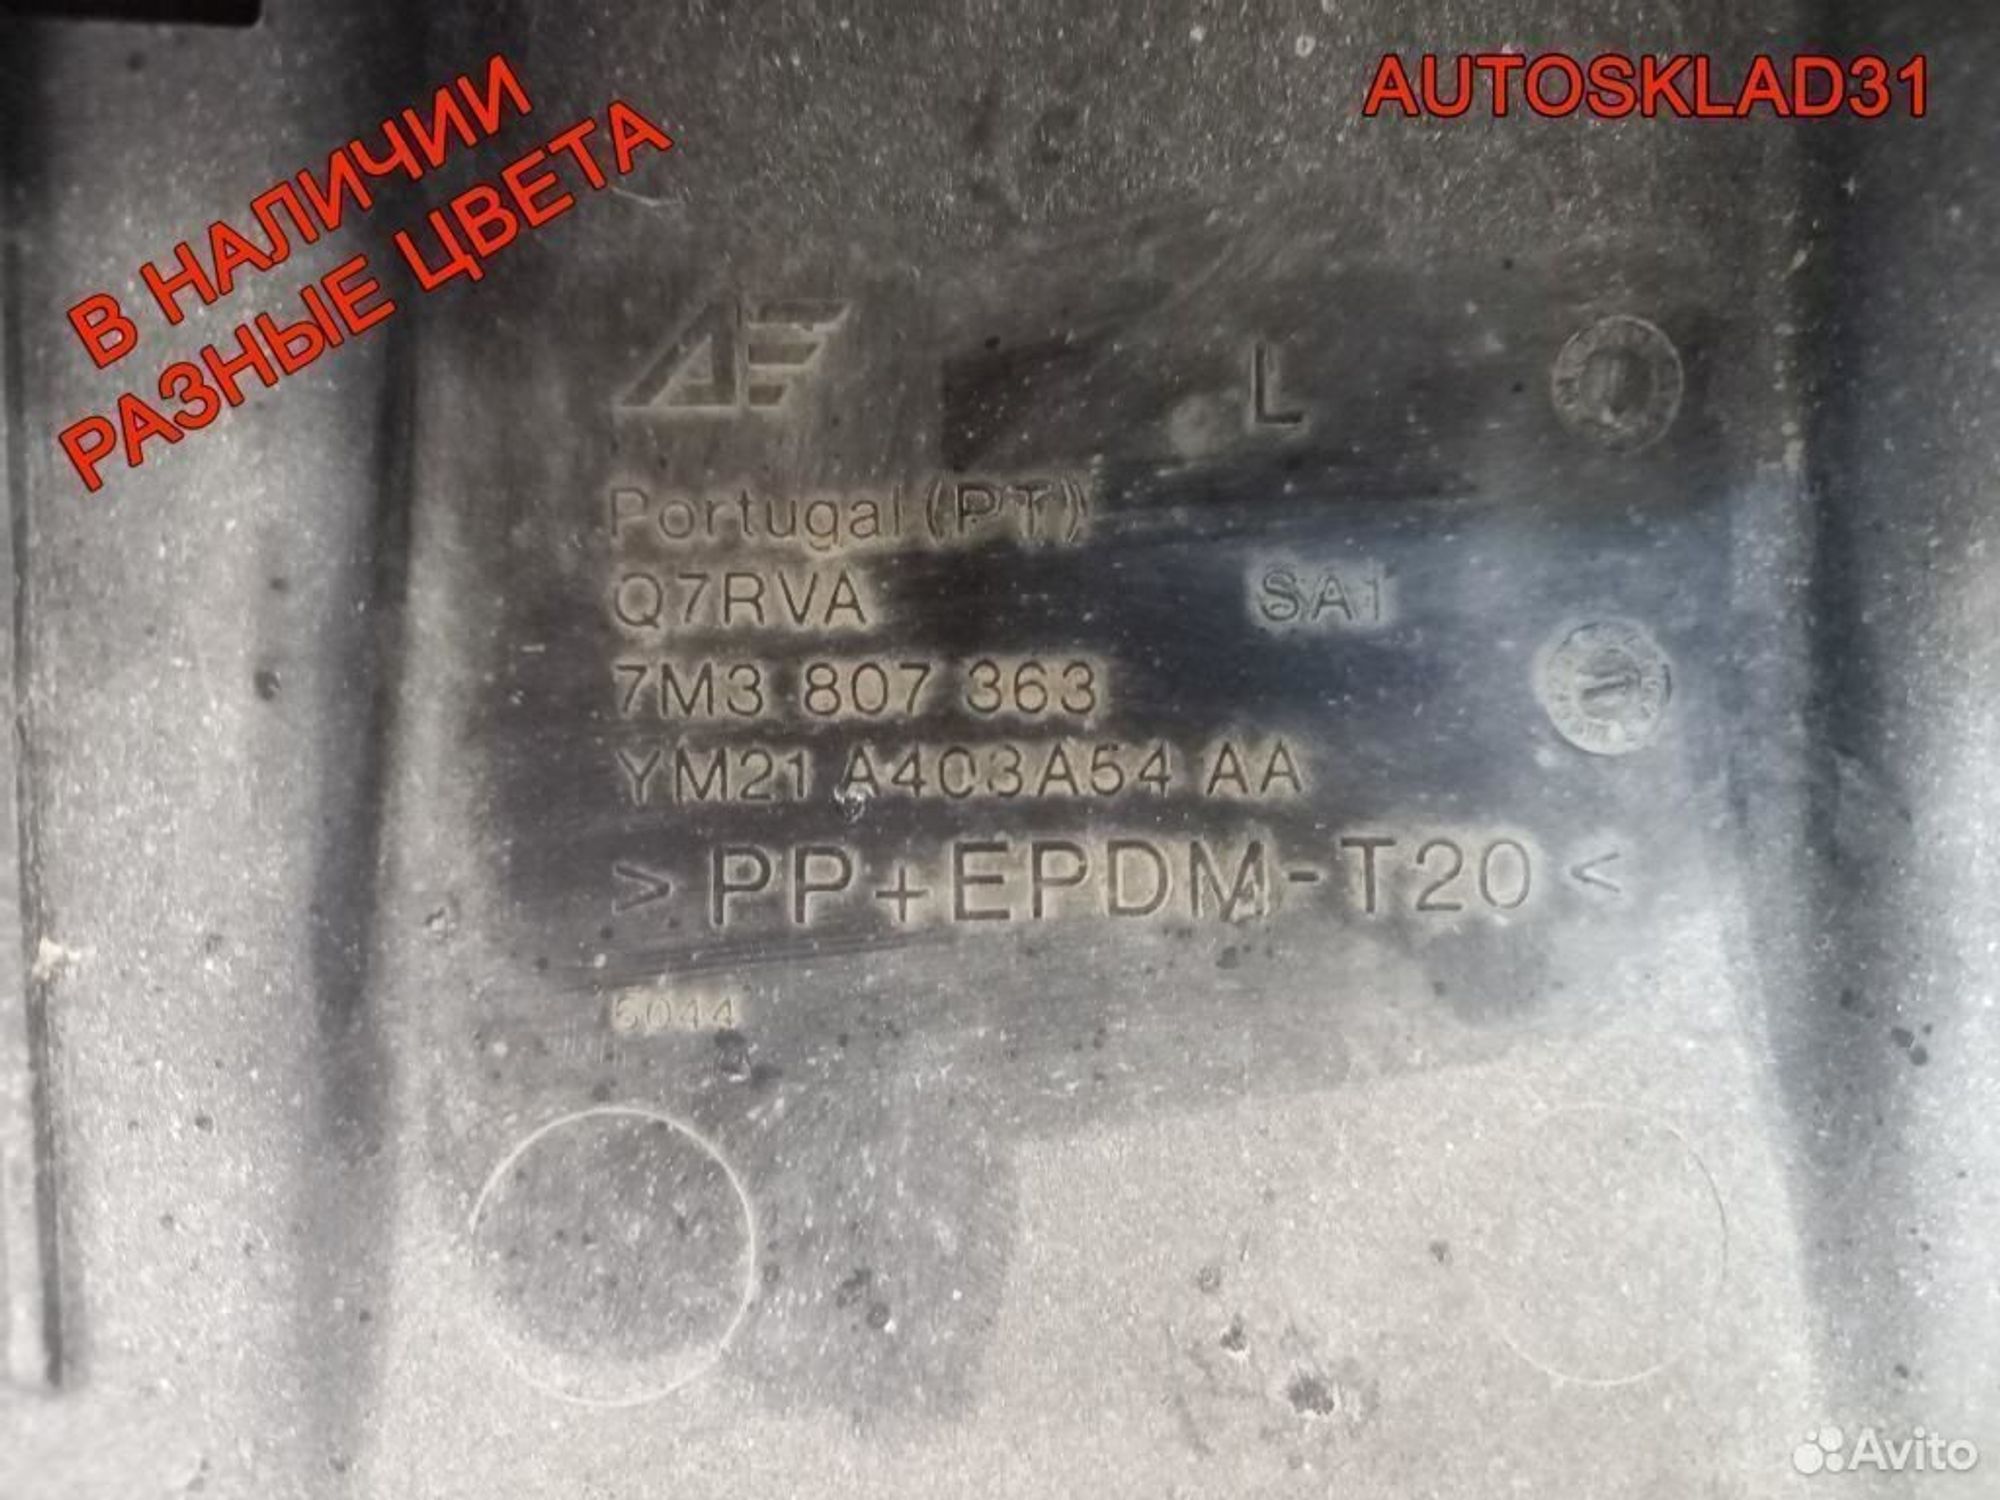 В НАЛИЧИИ
РАЗНЫЕ ЦВЕТА
AUTOSKLAD31
AE L
Portugal (PT)
Q7RVA SA1
7M3 807 363
YM21 A403A54 AA
> PP+EPDM-T20 <
5044
Avito